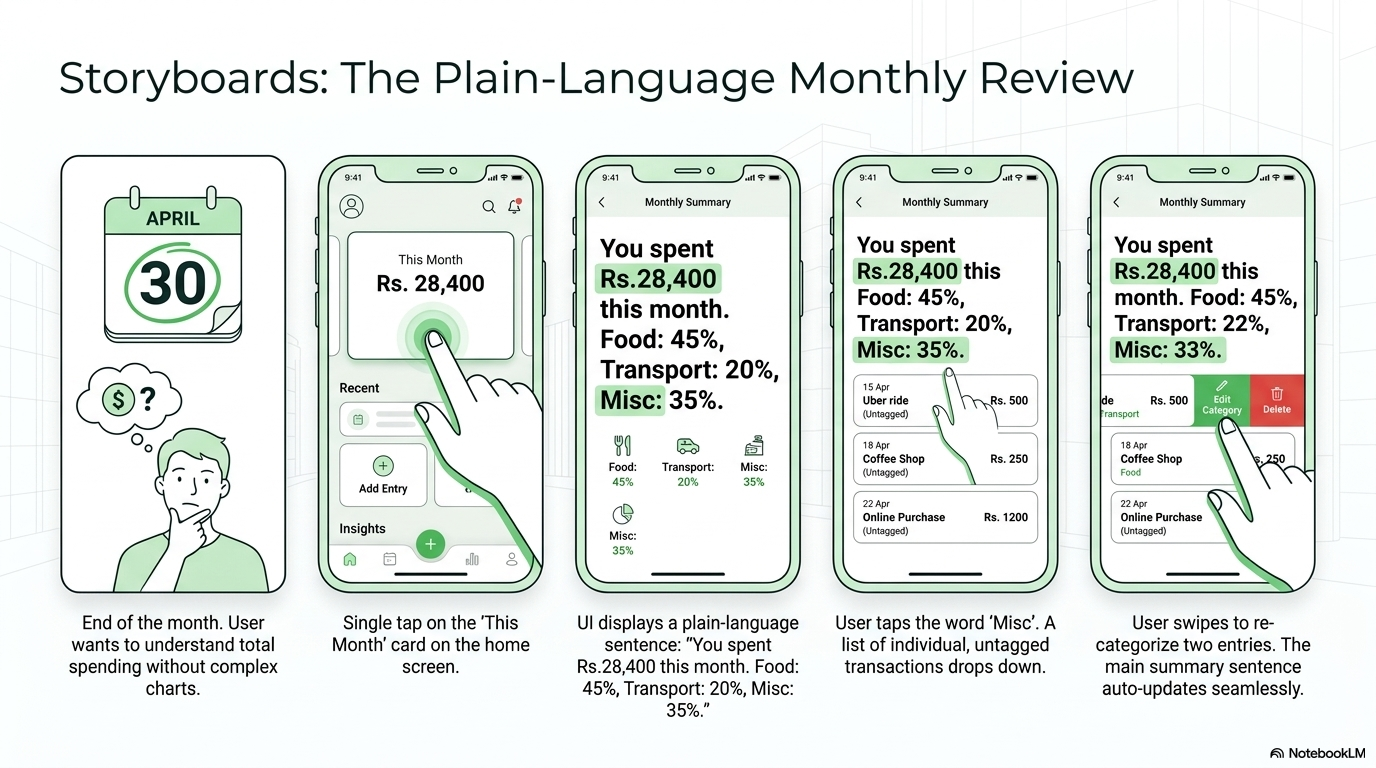 Storyboards: The Plain-Language Monthly Review
APRIL
30
$ ?
End of the month. User
wants to understand total
spending without complex
charts.
9:41
This Month
Rs. 28,400
Recent
Add Entry
Insights
Single tap on the 'This
Month' card on the home
screen.
9:41
Monthly Summary
You spent
Rs.28,400
this month.
Food: 45%,
Transport: 20%,
Misc: 35%.
Food:
45%
Transport:
20%
Misc:
35%
Misc:
35%
UI displays a plain-language
sentence: "You spent
Rs.28,400 this month. Food:
45%, Transport: 20%, Misc:
35%."
9:41
Monthly Summary
You spent
Rs.28,400 this
Food: 45%,
Transport: 20%,
Misc: 35%.
15 Apr
Uber ride Rs. 500
(Untagged)
18 Apr
Coffee Shop Rs. 250
(Untagged)
22 Apr
Online Purchase Rs. 1200
(Untagged)
User taps the word 'Misc'. A
list of individual, untagged
transactions drops down.
9:41
Monthly Summary
You spent
Rs.28,400 this
month. Food: 45%,
Transport: 22%,
Misc: 33%.
de Rs. 500
Transport
Edit
Category
Delete
18 Apr
Coffee Shop s. 250
Food
22 Apr
Online Purchase
(Untagged)
User swipes to re-
categorize two entries. The
main summary sentence
auto-updates seamlessly.
NotebookLM